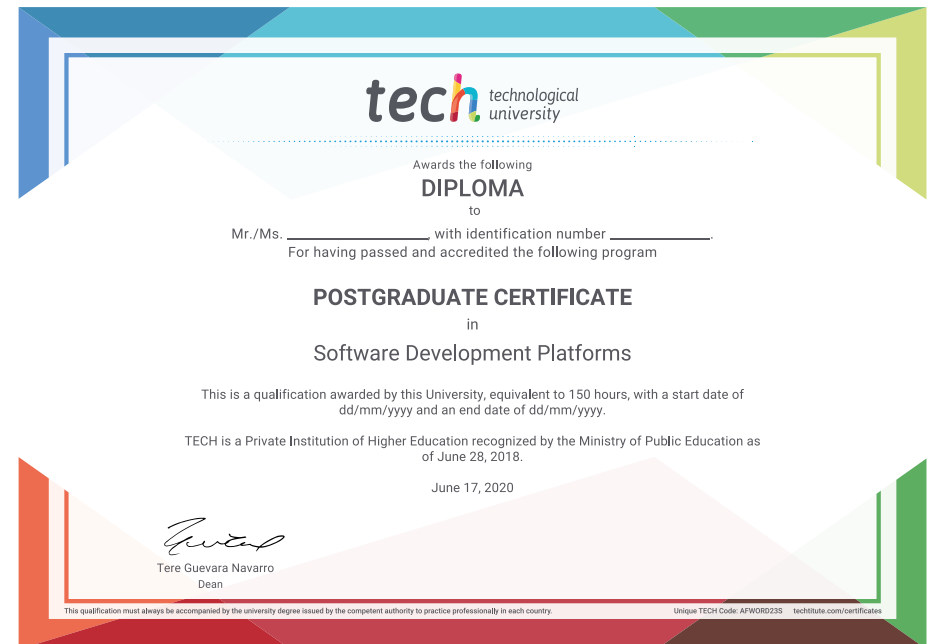 tech technological
university
Awards the following
DIPLOMA
to
Mr./Ms. ____________________, with identification number ______________.
For having passed and accredited the following program
POSTGRADUATE CERTIFICATE
in
Software Development Platforms
This is a qualification awarded by this University, equivalent to 150 hours, with a start date of
dd/mm/yyyy and an end date of dd/mm/yyyy.
TECH is a Private Institution of Higher Education recognized by the Ministry of Public Education as
of June 28, 2018.
June 17, 2020
Tere Guevara Navarro
Dean
This qualification must always be accompanied by the university degree issued by the competent authority to practice professionally in each country. Unique TECH Code: AFWORD23S techtitute.com/certificates